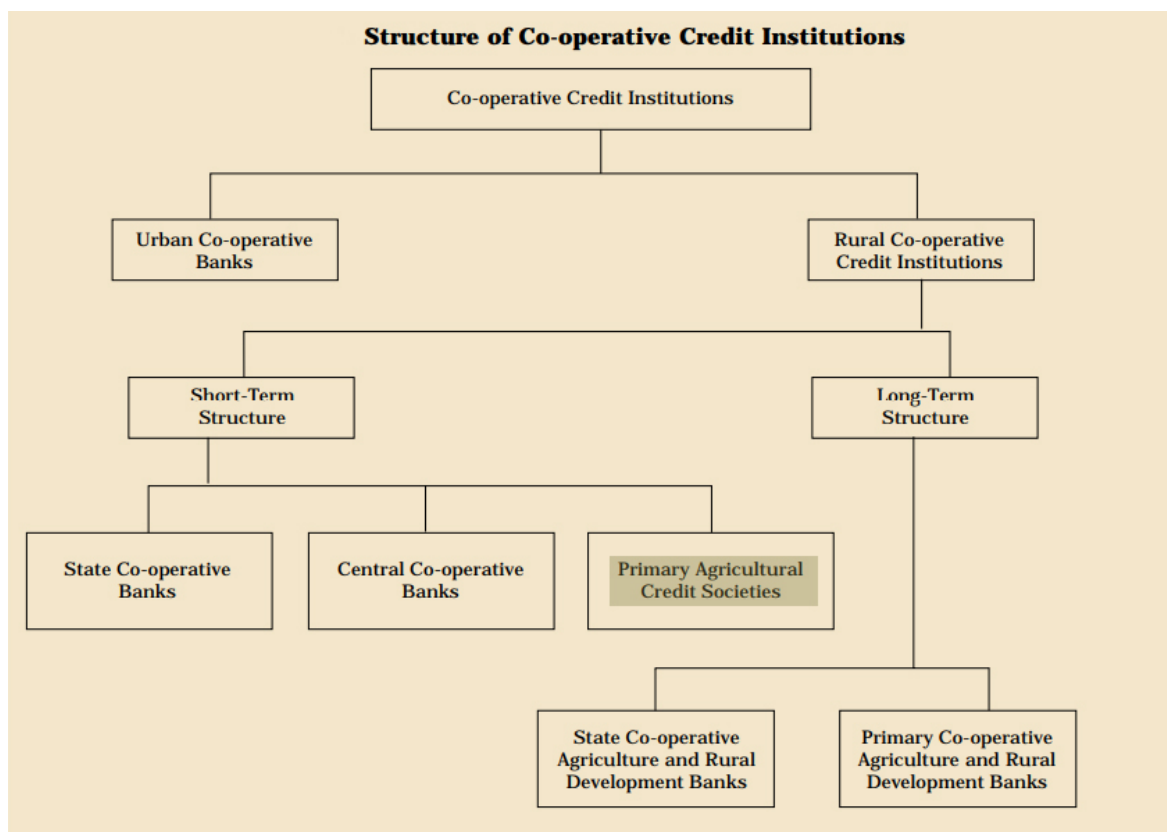 Structure of Co-operative Credit Institutions
Co-operative Credit Institutions
Urban Co-operative
Banks
Rural Co-operative
Credit Institutions
Short-Term
Structure
Long-Term
Structure
State Co-operative
Banks
Central Co-operative
Banks
Primary Agricultural
Credit Societies
State Co-operative
Agriculture and Rural
Development Banks
Primary Co-operative
Agriculture and Rural
Development Banks